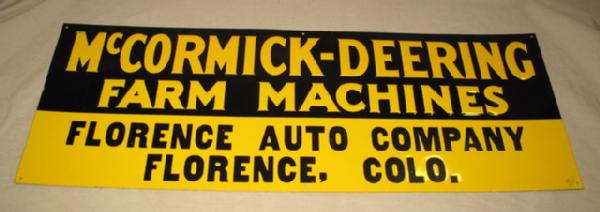 McCORMICK-DEERING
FARM MACHINES
FLORENCE AUTO COMPANY
FLORENCE, COLO.